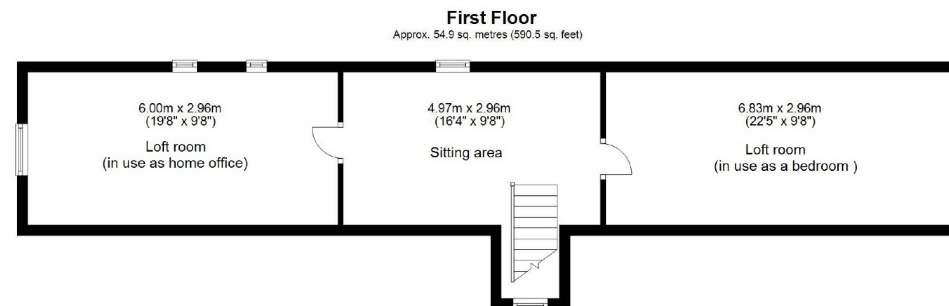 First Floor
Approx. 54.9 sq. metres (590.5 sq. feet)
6.00m x 2.96m
(19'8" x 9'8")
Loft room
(in use as home office)
4.97m x 2.96m
(16'4" x 9'8")
Sitting area
6.83m x 2.96m
(22'5" x 9'8")
Loft room
(in use as a bedroom )